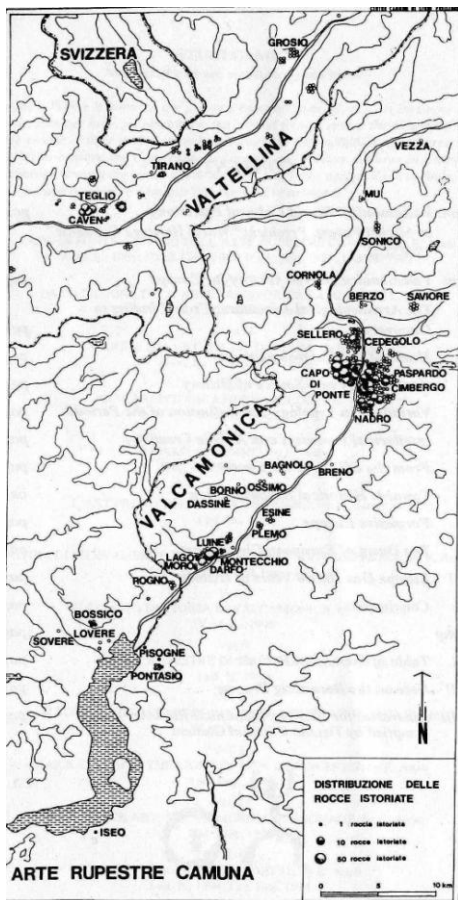 SVIZZERA
GROSIO
TIRANO
VALTELLINA
TEGLIO
CAVEN
VEZZA
MU
SONICO
CORNOLA
BERZO
SAVIORE
SELLERO
CEDEGOLO
CAPO
DI
PONTE
PASPARDO
CIMBERGO
NADRO
VALCAMONICA
BAGNOLO
BRENO
BORNO
OSSIMO
DASSINE
ESINE
PLEMO
LUINE
LAGO
MORO
MONTECCHIO
DARFO
ROGNO
BOSSICO
LOVERE
SOVERE
PISOGNE
PONTASIO
N
ISEO
DISTRIBUZIONE DELLE
ROCCE ISTORIATE
1 roccia istoriata
10 rocce istoriate
50 rocce istoriate
0 5 10 km
ARTE RUPESTRE CAMUNA